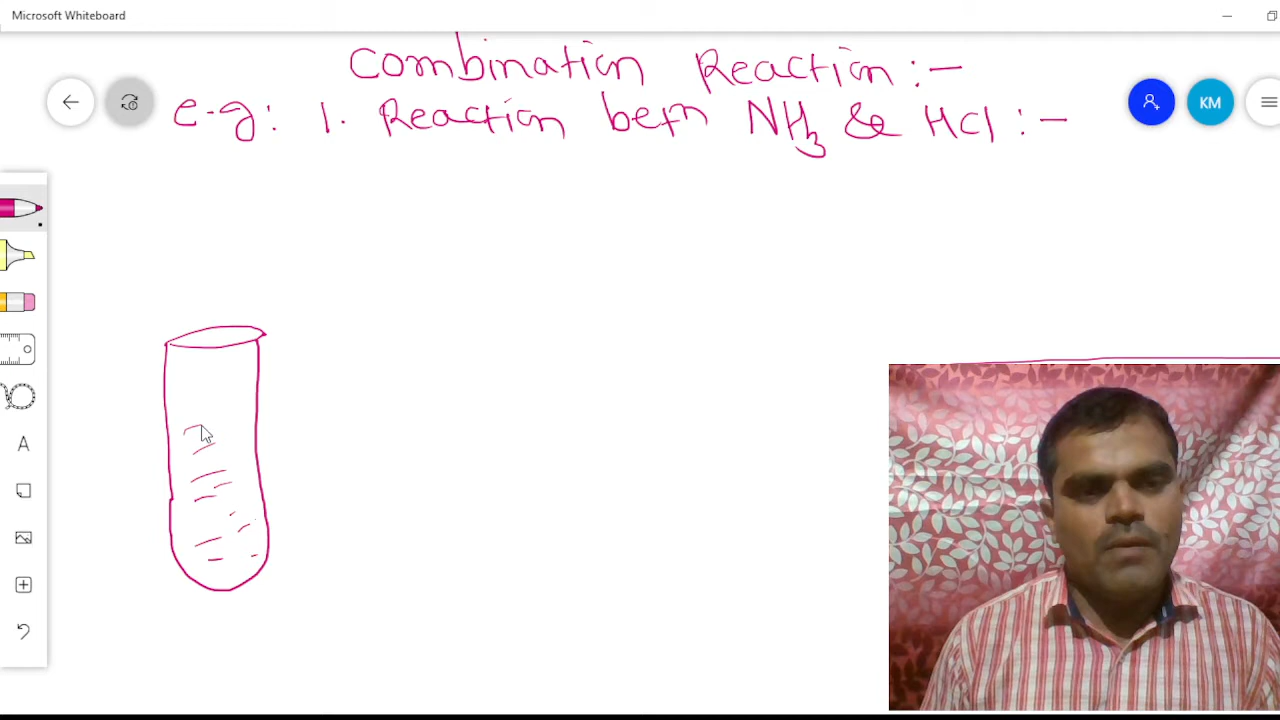 Microsoft Whiteboard
Combination Reaction :-
e-g: 1. Reaction betn NH3 & HCl :-
KM
A